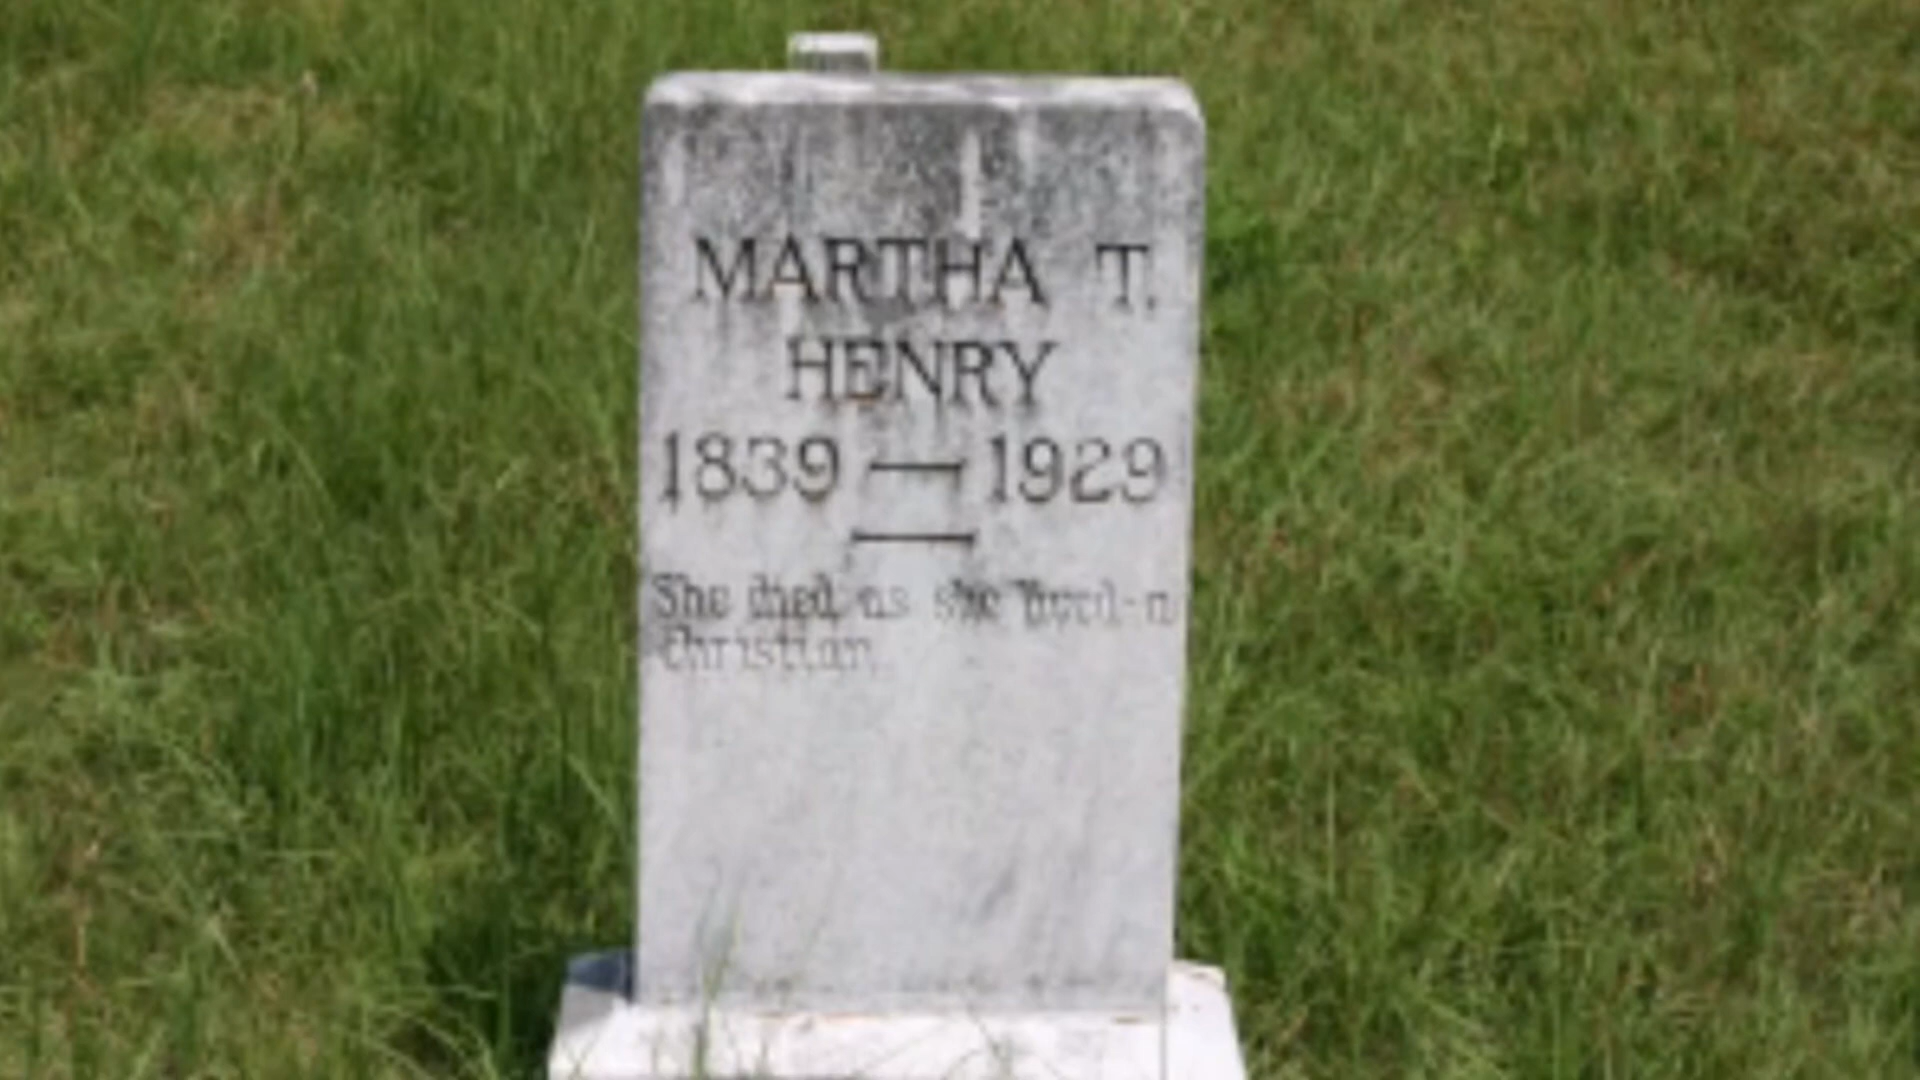 MARTHA T.
HENRY
1839 — 1929
She died as she lived - a
Christian.